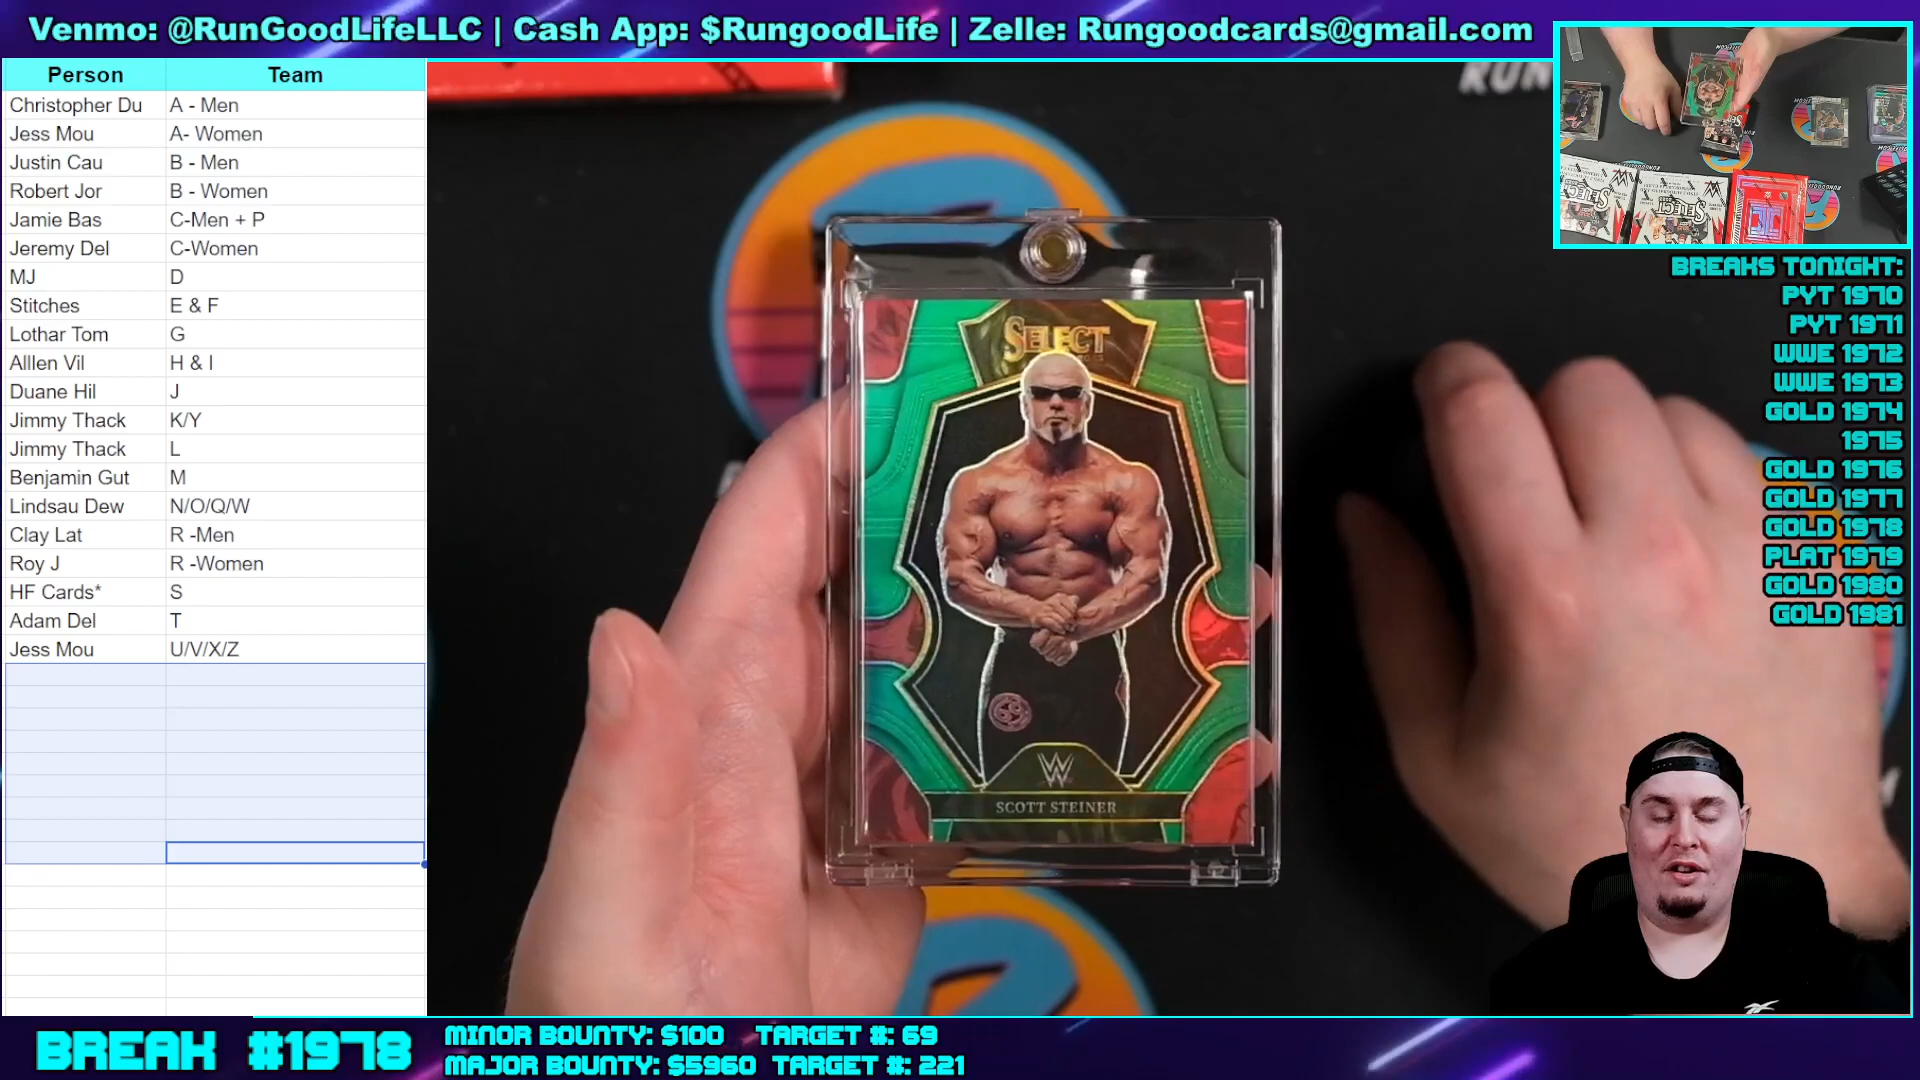 Venmo: @RunGoodLifeLLC | Cash App: $RungoodLife | Zelle: Rungoodcards@gmail.com
Person Team
Christopher Du A - Men
Jess Mou A- Women
Justin Cau B - Men
Robert Jor B - Women
Jamie Bas C-Men + P
Jeremy Del C-Women
MJ D
Stitches E & F
Lothar Tom G
Alllen Vil H & I
Duane Hil J
Jimmy Thack K/Y
Jimmy Thack L
Benjamin Gut M
Lindsau Dew N/O/Q/W
Clay Lat R -Men
Roy J R -Women
HF Cards* S
Adam Del T
Jess Mou U/V/X/Z
RUN
SELECT
W
SCOTT STEINER
SELECT
SELECT
BREAKS TONIGHT:
PYT 1970
PYT 1971
WWE 1972
WWE 1973
GOLD 1974
1975
GOLD 1976
GOLD 1977
GOLD 1978
PLAT 1979
GOLD 1980
GOLD 1981
BREAK #1978
MINOR BOUNTY: $100 TARGET #: 69
MAJOR BOUNTY: $5960 TARGET #: 221